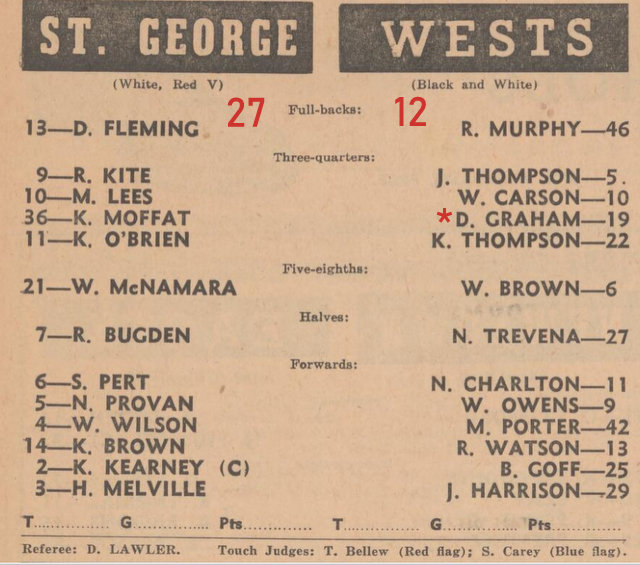 ST. GEORGE WESTS
(White, Red V) (Black and White)
27 Full-backs: 12
13—D. FLEMING R. MURPHY—46
Three-quarters:
9—R. KITE J. THOMPSON—5.
10—M. LEES W. CARSON—10
36—K. MOFFAT *D. GRAHAM—19
11—K. O'BRIEN K. THOMPSON—22
Five-eighths:
21—W. McNAMARA W. BROWN—6
Halves:
7—R. BUGDEN N. TREVENA—27
Forwards:
6—S. PERT N. CHARLTON—11
5—N. PROVAN W. OWENS—9
4—W. WILSON M. PORTER—42
14—K. BROWN R. WATSON—13
2—K. KEARNEY (C) B. GOFF—25
3—H. MELVILLE J. HARRISON—29
T.............. G.............. Pts.............. T.............. G.............. Pts..............
Referee: D. LAWLER. Touch Judges: T. Bellew (Red flag); S. Carey (Blue flag).